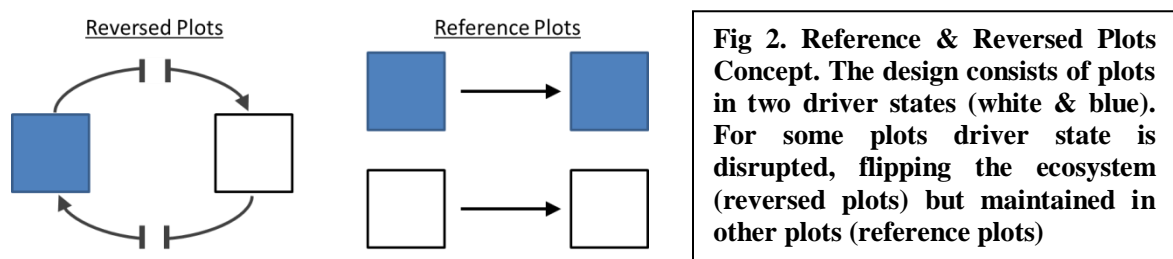 Reversed Plots
Reference Plots
Fig 2. Reference & Reversed Plots
Concept. The design consists of plots
in two driver states (white & blue).
For some plots driver state is
disrupted, flipping the ecosystem
(reversed plots) but maintained in
other plots (reference plots)